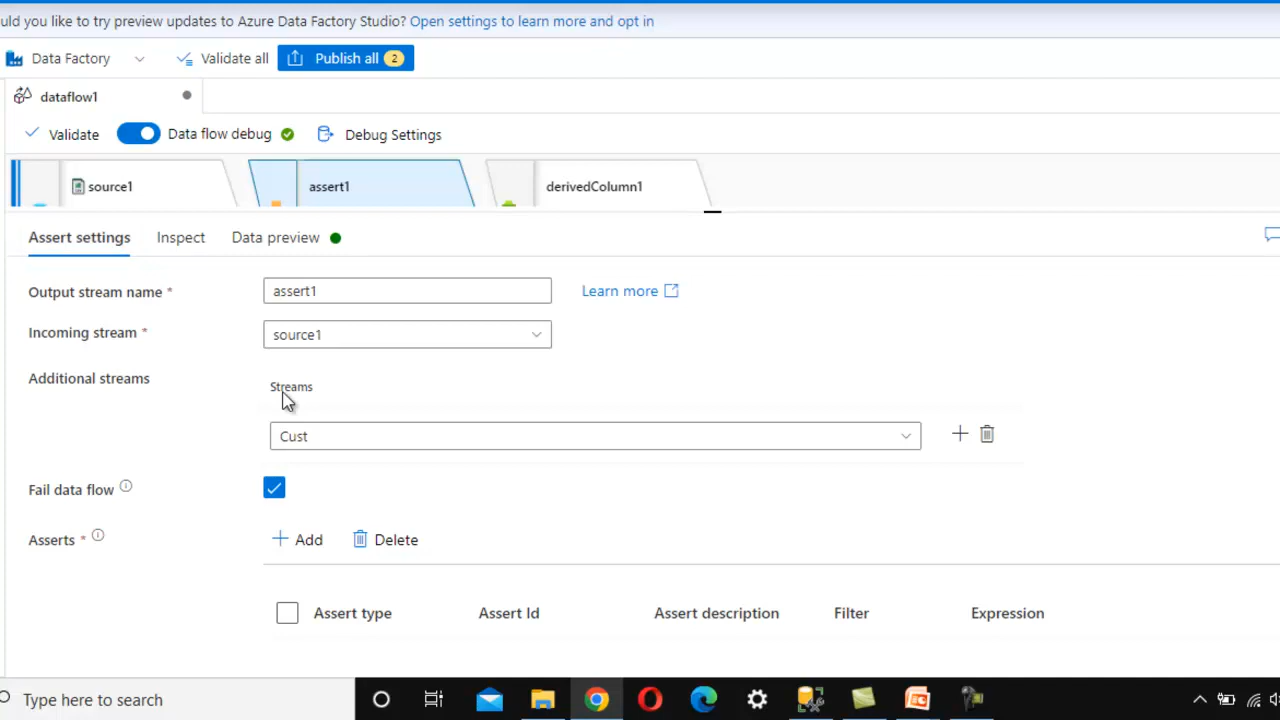 ould you like to try preview updates to Azure Data Factory Studio? Open settings to learn more and opt in
Data Factory Validate all Publish all 2
dataflow1
Validate Data flow debug Debug Settings
source1 assert1 derivedColumn1
Assert settings Inspect Data preview
Output stream name * assert1 Learn more
Incoming stream * source1
Additional streams Streams
Cust
Fail data flow
Asserts * Add Delete
Assert type Assert Id Assert description Filter Expression
Type here to search